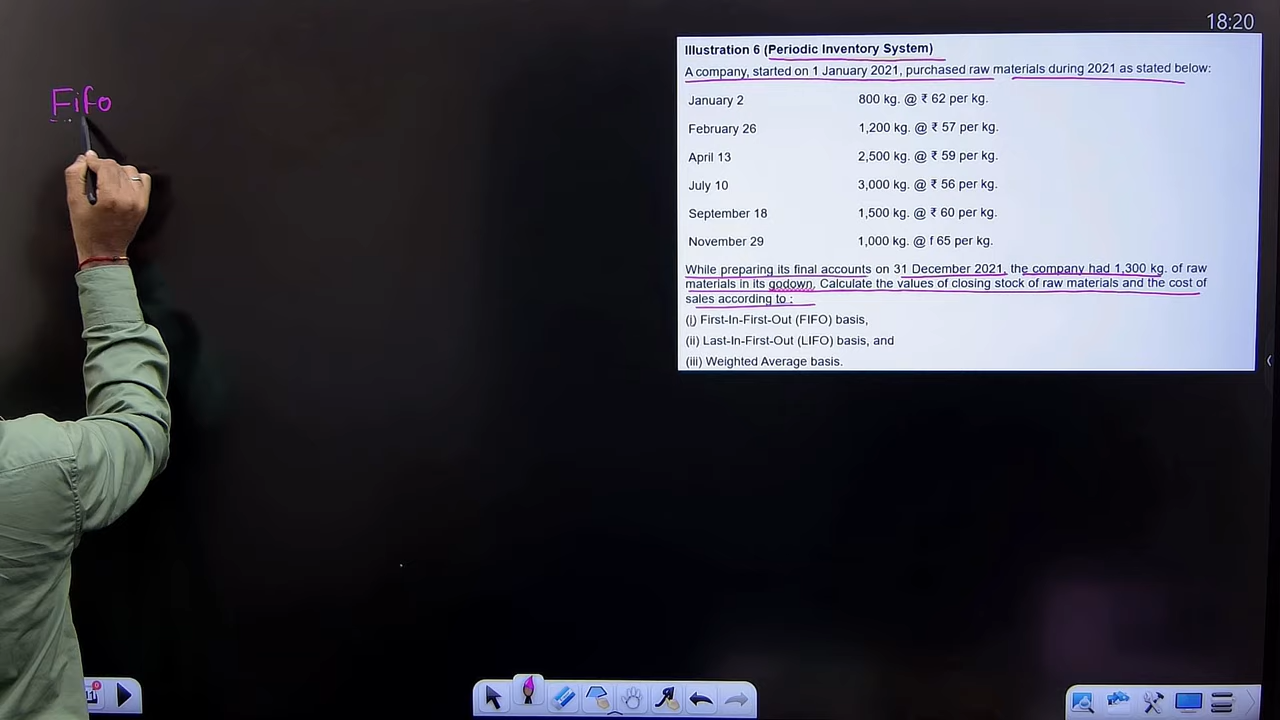 18:20
Fifo
Illustration 6 (Periodic Inventory System)
A company, started on 1 January 2021, purchased raw materials during 2021 as stated below:
January 2 800 kg. @ ₹ 62 per kg.
February 26 1,200 kg. @ ₹ 57 per kg.
April 13 2,500 kg. @ ₹ 59 per kg.
July 10 3,000 kg. @ ₹ 56 per kg.
September 18 1,500 kg. @ ₹ 60 per kg.
November 29 1,000 kg. @ f 65 per kg.
While preparing its final accounts on 31 December 2021, the company had 1,300 kg. of raw
materials in its godown. Calculate the values of closing stock of raw materials and the cost of
sales according to :
(i) First-In-First-Out (FIFO) basis,
(ii) Last-In-First-Out (LIFO) basis, and
(iii) Weighted Average basis.